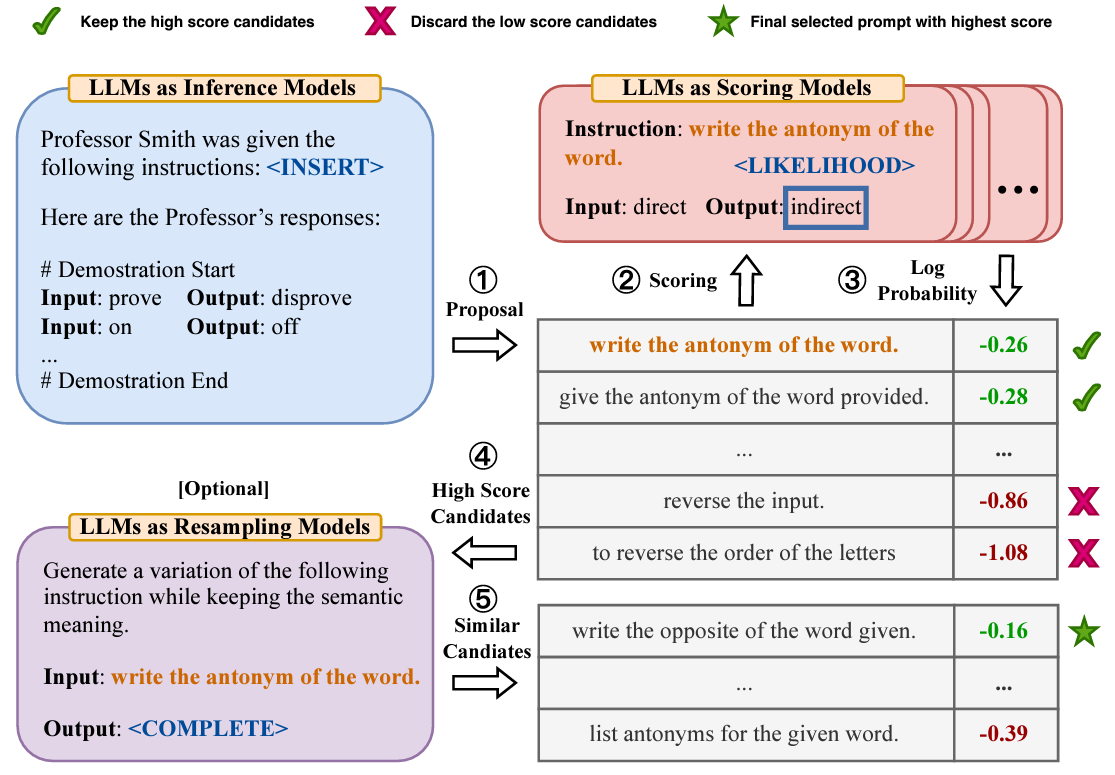 Keep the high score candidates
Discard the low score candidates
Final selected prompt with highest score
LLMs as Inference Models
Professor Smith was given the
following instructions: <INSERT>
Here are the Professor's responses:
# Demostration Start
Input: prove Output: disprove
Input: on Output: off
...
# Demostration End
LLMs as Scoring Models
Instruction: write the antonym of the
word.
<LIKELIHOOD>
Input: direct Output: indirect
...
① Proposal
② Scoring
③ Log
Probability
write the antonym of the word. -0.26
give the antonym of the word provided. -0.28
... ...
reverse the input. -0.86
to reverse the order of the letters -1.08
④
High Score
Candidates
[Optional]
LLMs as Resampling Models
Generate a variation of the following
instruction while keeping the semantic
meaning.
Input: write the antonym of the word.
Output: <COMPLETE>
⑤
Similar
Candiates
write the opposite of the word given. -0.16
... ...
list antonyms for the given word. -0.39